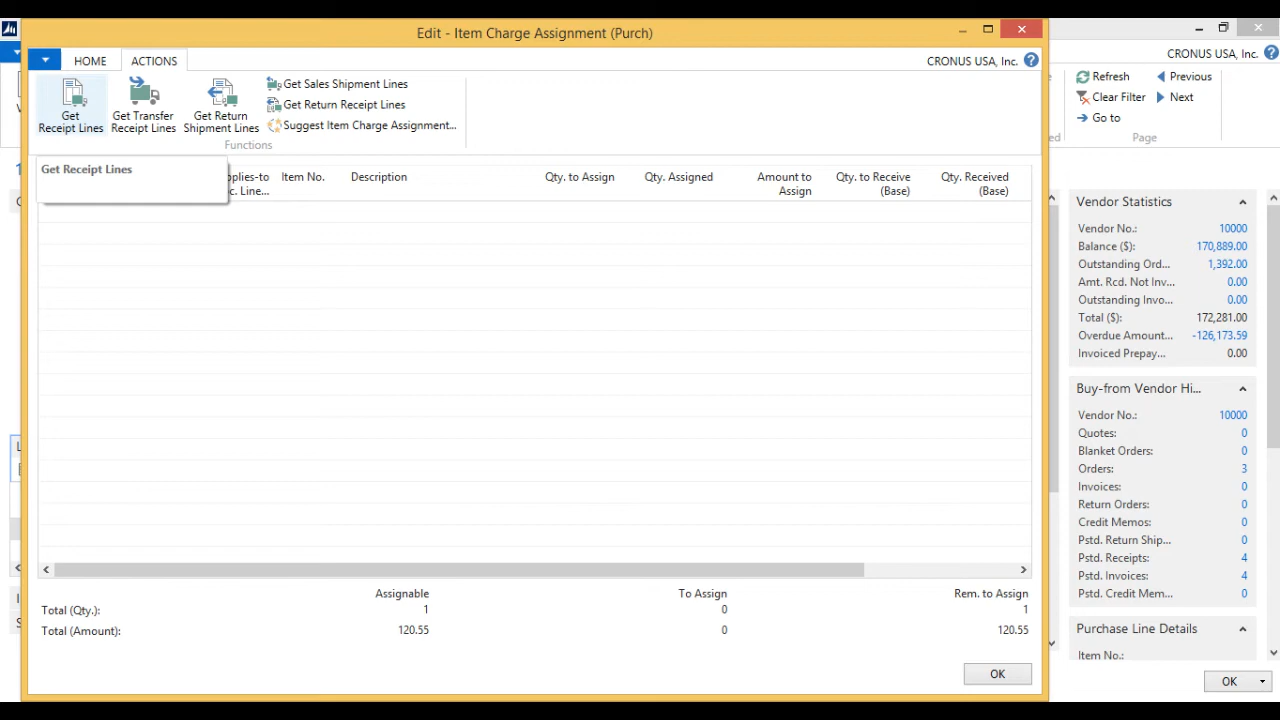 Edit - Item Charge Assignment (Purch)
HOME
ACTIONS
CRONUS USA, Inc.
Get
Receipt Lines
Get Transfer
Receipt Lines
Get Return
Shipment Lines
Get Sales Shipment Lines
Get Return Receipt Lines
Suggest Item Charge Assignment...
Functions
Get Receipt Lines
pplies-to
c. Line...
Item No.
Description
Qty. to Assign
Qty. Assigned
Amount to
Assign
Qty. to Receive
(Base)
Qty. Received
(Base)
Assignable
To Assign
Rem. to Assign
Total (Qty.):
1
0
1
Total (Amount):
120.55
0
120.55
OK
CRONUS USA, Inc.
Refresh
Clear Filter
Go to
Previous
Next
Page
Vendor Statistics
Vendor No.: 10000
Balance ($): 170,889.00
Outstanding Ord... 1,392.00
Amt. Rcd. Not Inv... 0.00
Outstanding Invo... 0.00
Total ($): 172,281.00
Overdue Amount... -126,173.59
Invoiced Prepay... 0.00
Buy-from Vendor Hi...
Vendor No.: 10000
Quotes: 0
Blanket Orders: 0
Orders: 3
Invoices: 0
Return Orders: 0
Credit Memos: 0
Pstd. Return Ship... 0
Pstd. Receipts: 4
Pstd. Invoices: 4
Pstd. Credit Mem... 0
Purchase Line Details
Item No.:
OK